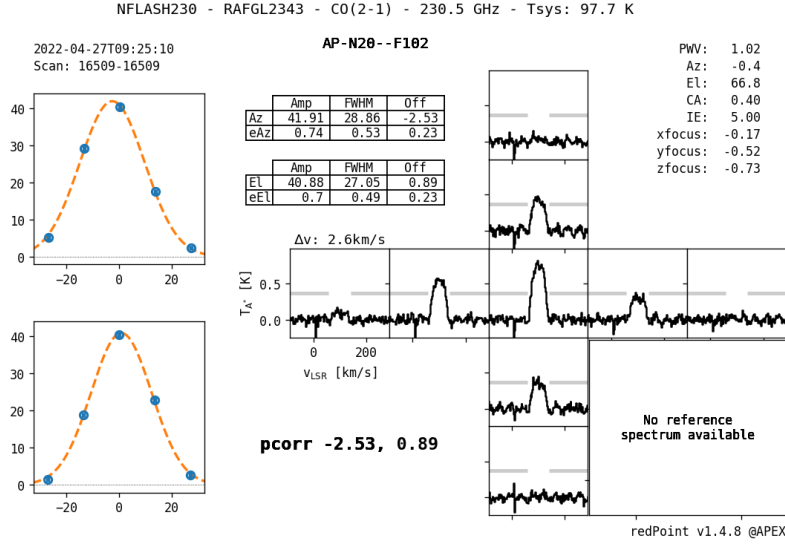 NFLASH230 - RAFGL2343 - CO(2-1) - 230.5 GHz - Tsys: 97.7 K
2022-04-27T09:25:10
Scan: 16509-16509
AP-N20--F102
PWV: 1.02
Az: -0.4
El: 66.8
CA: 0.40
IE: 5.00
xfocus: -0.17
yfocus: -0.52
zfocus: -0.73
Amp FWHM Off
Az 41.91 28.86 -2.53
eAz 0.74 0.53 0.23
Amp FWHM Off
El 40.88 27.05 0.89
eEl 0.7 0.49 0.23
40
30
20
10
0
−20 0 20
Δv: 2.6km/s
T_A* [K]
0.5
0.0
0 200
v_LSR [km/s]
40
30
20
10
0
−20 0 20
pcorr -2.53, 0.89
No reference
spectrum available
redPoint v1.4.8 @APEX